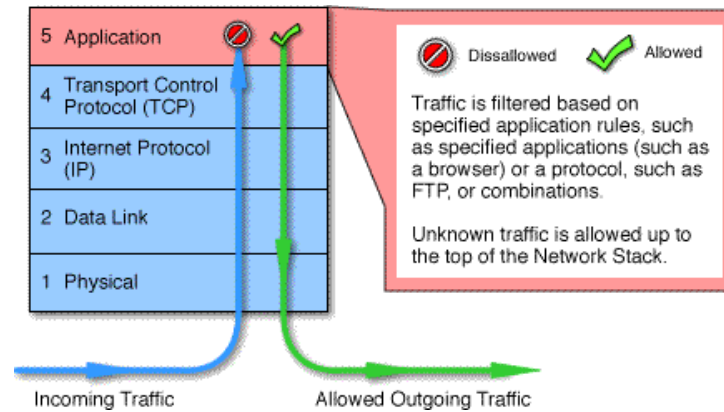 5 Application
4 Transport Control
Protocol (TCP)
3 Internet Protocol
(IP)
2 Data Link
1 Physical
Incoming Traffic
Allowed Outgoing Traffic
Dissallowed
Allowed
Traffic is filtered based on
specified application rules, such
as specified applications (such as
a browser) or a protocol, such as
FTP, or combinations.
Unknown traffic is allowed up to
the top of the Network Stack.